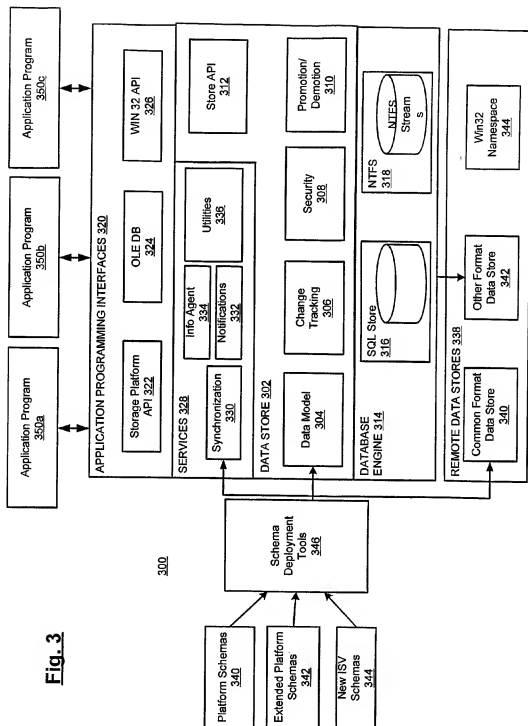 Fig. 3
300
Application Program
350a
Application Program
350b
Application Program
350c
APPLICATION PROGRAMMING INTERFACES 320
Storage Platform
API 322
OLE DB
324
WIN 32 API
326
SERVICES 328
Synchronization
330
Info Agent
334
Notifications
332
Utilities
336
Store API
312
DATA STORE 302
Data Model
304
Change
Tracking
306
Security
308
Promotion/
Demotion
310
DATABASE
ENGINE 314
SQL Store
316
NTFS
318
NTFS
Stream
s
REMOTE DATA STORES 338
Common Format
Data Store
340
Other Format
Data Store
342
Win32
Namespace
344
Schema
Deployment
Tools
346
Platform Schemas
340
Extended Platform
Schemas
342
New ISV
Schemas
344